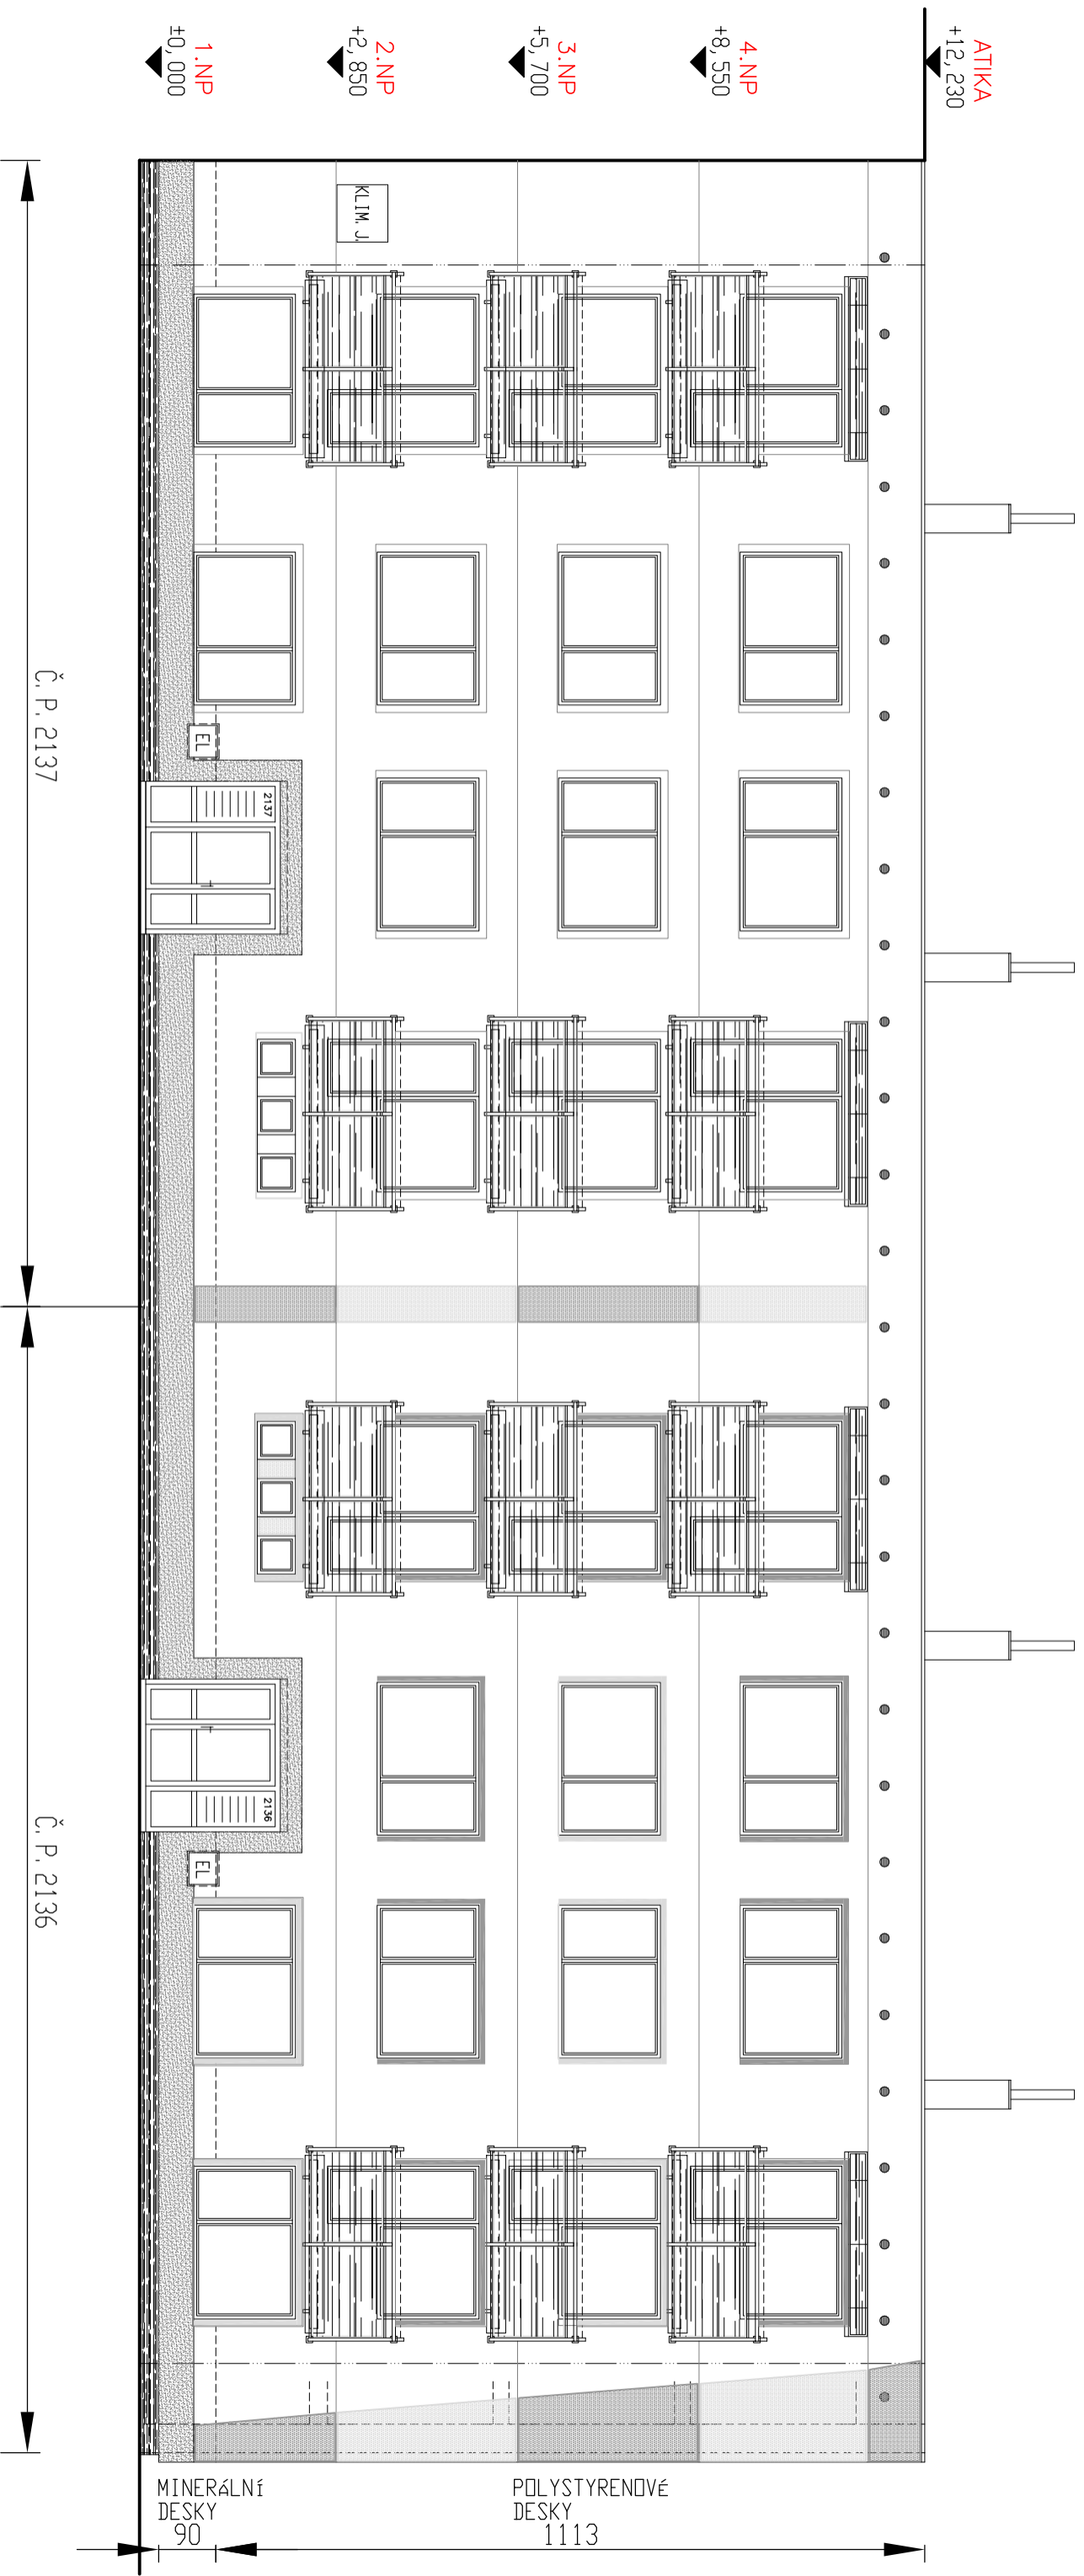 ATIKA
+12,230
4.NP
+8,550
3.NP
+5,700
2.NP
+2,850
1.NP
±0,000
KLIM. J.
EL
2137
2136
EL
Č. P. 2137
Č. P. 2136
POLYSTYRENOVÉ
DESKY
1113
MINERÁLNÍ
DESKY
90